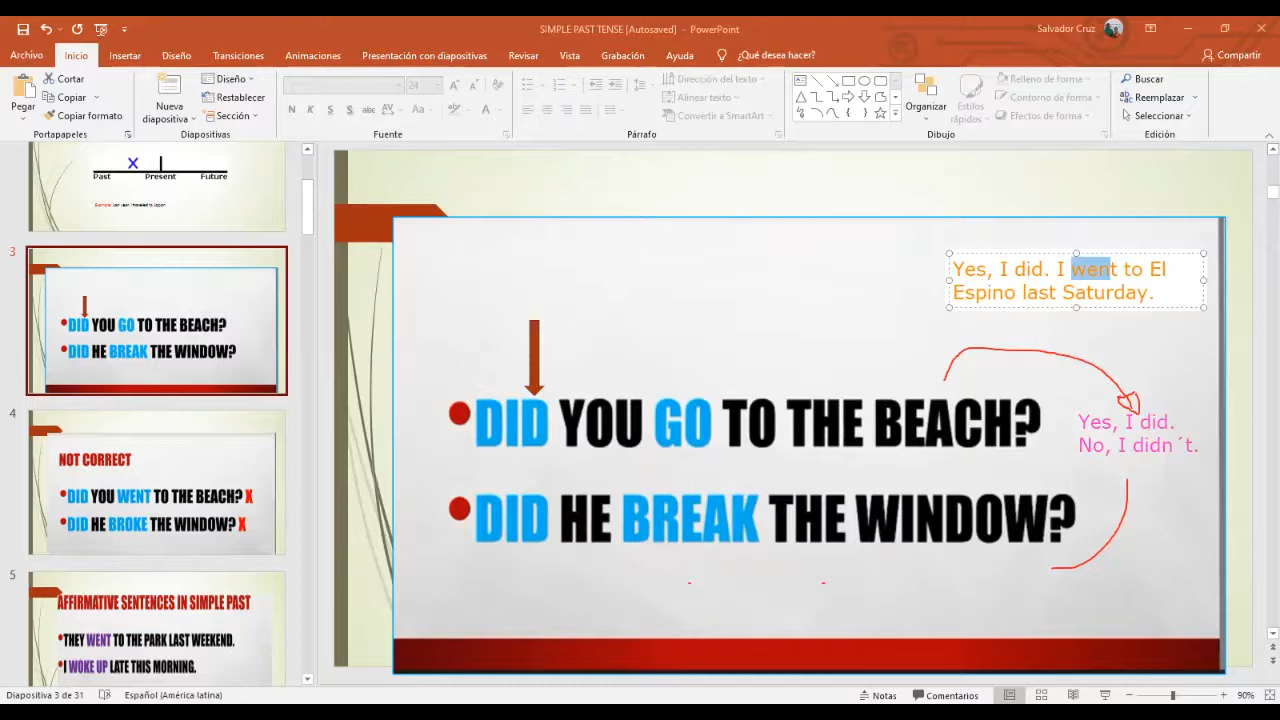 SIMPLE PAST TENSE [Autosaved] - PowerPoint
Salvador Cruz
Archivo Inicio Insertar Diseño Transiciones Animaciones Presentación con diapositivas Revisar Vista Grabación Ayuda ¿Qué desea hacer? Compartir
Pegar
Cortar
Copiar
Copiar formato
Portapapeles
Nueva diapositiva
Diseño
Restablecer
Sección
Diapositivas
24
N K S S abc AV Aa A
Fuente
Dirección del texto
Alinear texto
Convertir a SmartArt
Párrafo
Organizar
Estilos rápidos
Relleno de forma
Contorno de forma
Efectos de forma
Dibujo
Buscar
Reemplazar
Seleccionar
Edición
X
Past Present Future
3
•DID YOU GO TO THE BEACH?
•DID HE BREAK THE WINDOW?
4
NOT CORRECT
•DID YOU WENT TO THE BEACH? X
•DID HE BROKE THE WINDOW? X
5
AFFIRMATIVE SENTENCES IN SIMPLE PAST
•THEY WENT TO THE PARK LAST WEEKEND.
•I WOKE UP LATE THIS MORNING.
Yes, I did. I went to El
Espino last Saturday.
•DID YOU GO TO THE BEACH?
Yes, I did.
No, I didn´t.
•DID HE BREAK THE WINDOW?
Diapositiva 3 de 31 Español (América latina) Notas Comentarios 90%